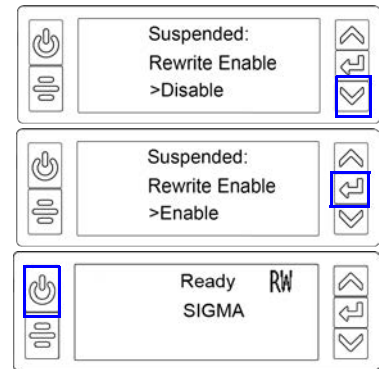 Suspended:
Rewrite Enable
>Disable
Suspended:
Rewrite Enable
>Enable
Ready RW
SIGMA